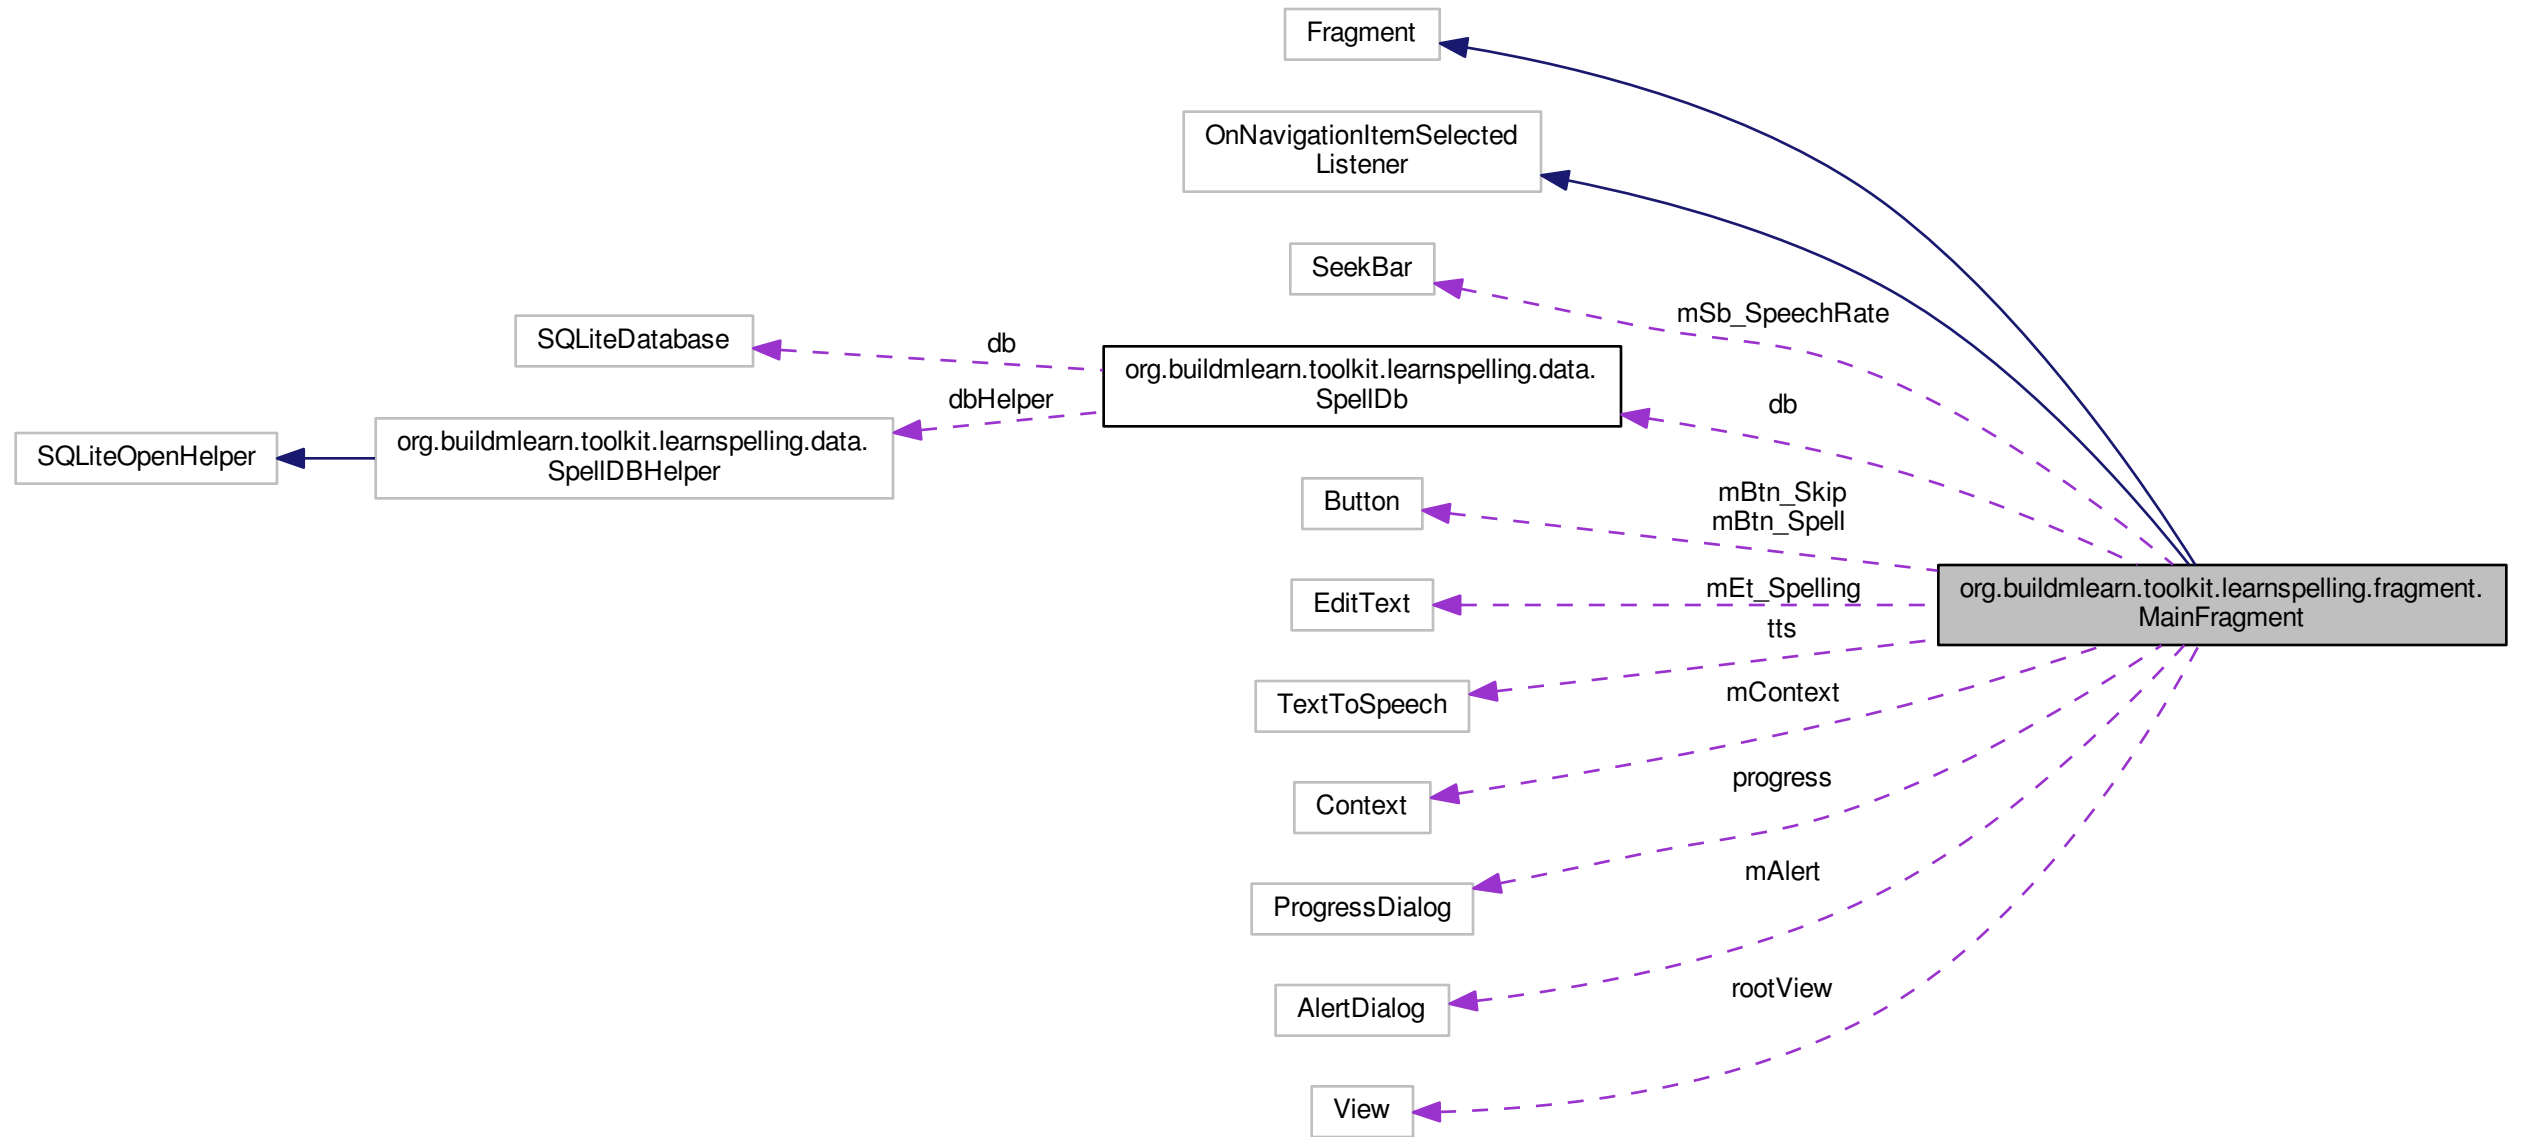 Fragment
OnNavigationItemSelected
Listener
SeekBar
mSb_SpeechRate
SQLiteDatabase
db
org.buildmlearn.toolkit.learnspelling.data.
SpellDb
dbHelper
db
SQLiteOpenHelper
org.buildmlearn.toolkit.learnspelling.data.
SpellDBHelper
Button
mBtn_Skip
mBtn_Spell
EditText
mEt_Spelling
org.buildmlearn.toolkit.learnspelling.fragment.
MainFragment
tts
TextToSpeech
mContext
Context
progress
ProgressDialog
mAlert
AlertDialog
rootView
View